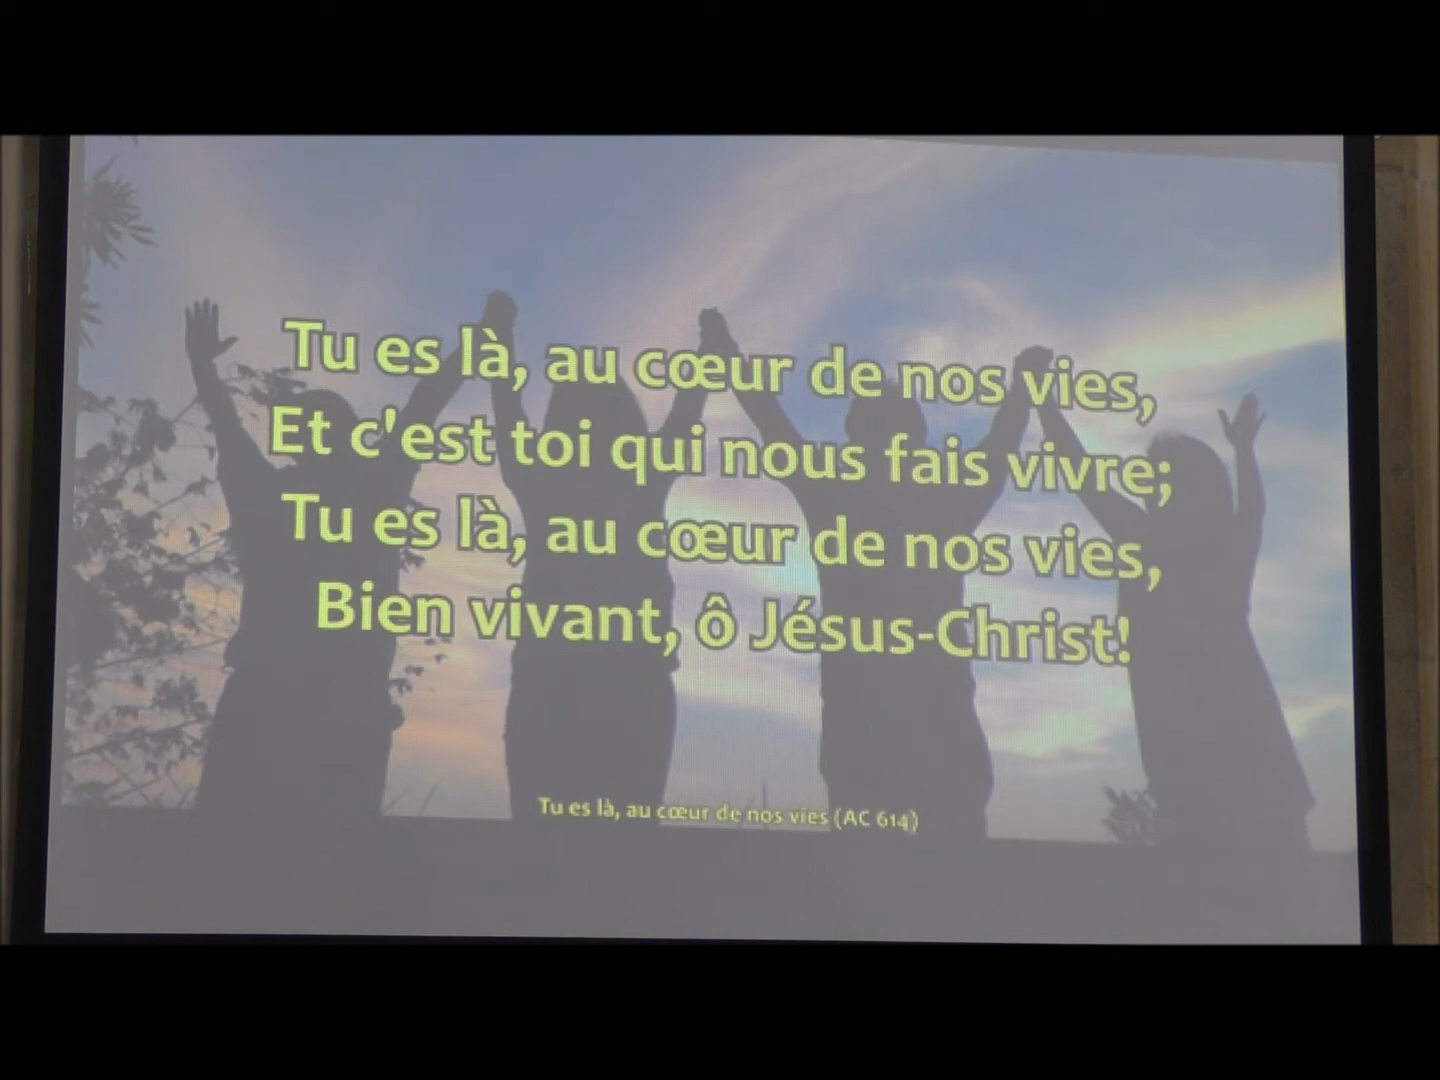 Tu es là, au cœur de nos vies,
Et c'est toi qui nous fais vivre;
Tu es là, au cœur de nos vies,
Bien vivant, ô Jésus-Christ!
Tu es là, au cœur de nos vies (AC 614)